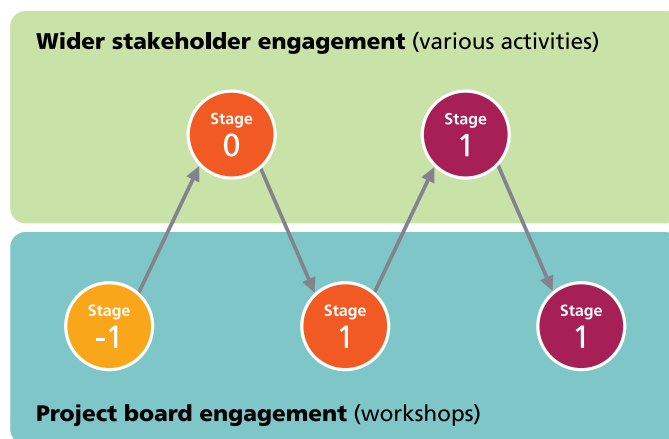 Wider stakeholder engagement (various activities)
Stage
0
Stage
1
Stage
-1
Stage
1
Stage
1
Project board engagement (workshops)